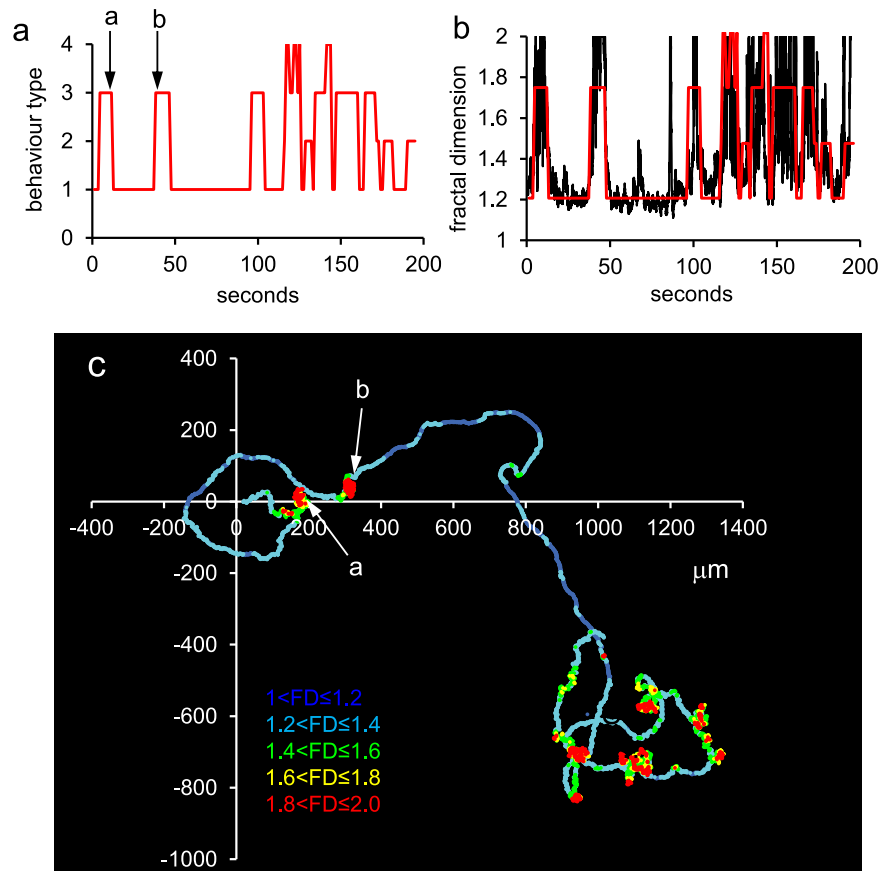 a
a
b
behaviour type
4
3
2
1
0
0
50
100
150
200
seconds
b
fractal dimension
2
1.8
1.6
1.4
1.2
1
0
50
100
150
200
seconds
c
400
200
0
-200
-400
-600
-800
-1000
-400
-200
0
200
400
600
800
1000
1200
1400
μm
b
a
1<FD≤1.2
1.2<FD≤1.4
1.4<FD≤1.6
1.6<FD≤1.8
1.8<FD≤2.0